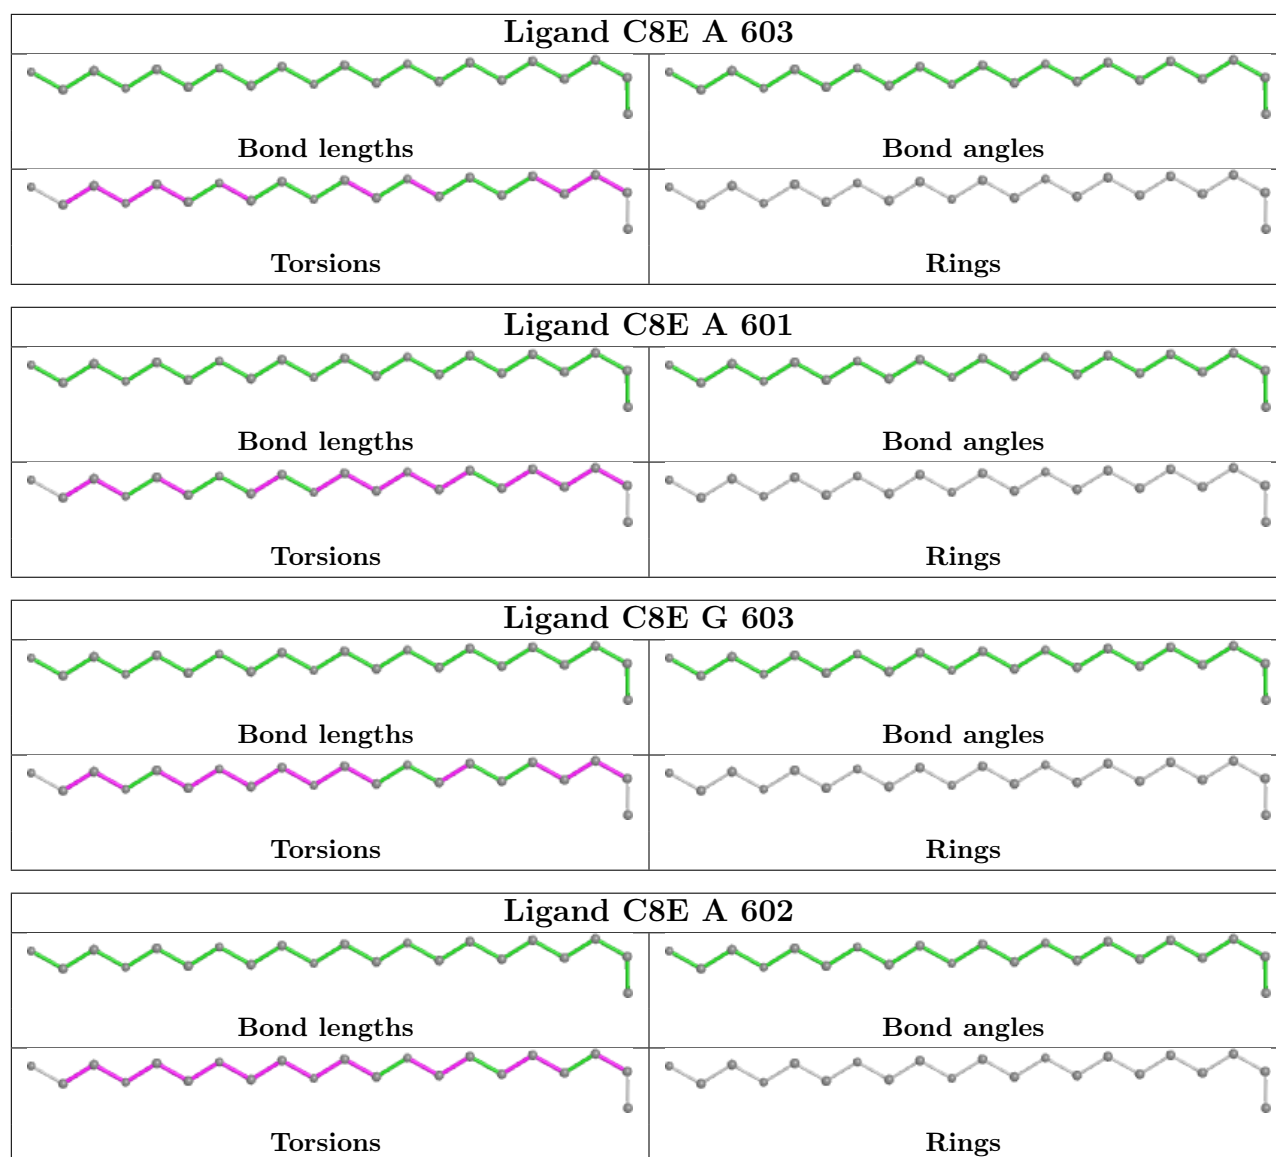 Ligand C8E A 603
Bond lengths
Bond angles
Torsions
Rings
Ligand C8E A 601
Bond lengths
Bond angles
Torsions
Rings
Ligand C8E G 603
Bond lengths
Bond angles
Torsions
Rings
Ligand C8E A 602
Bond lengths
Bond angles
Torsions
Rings